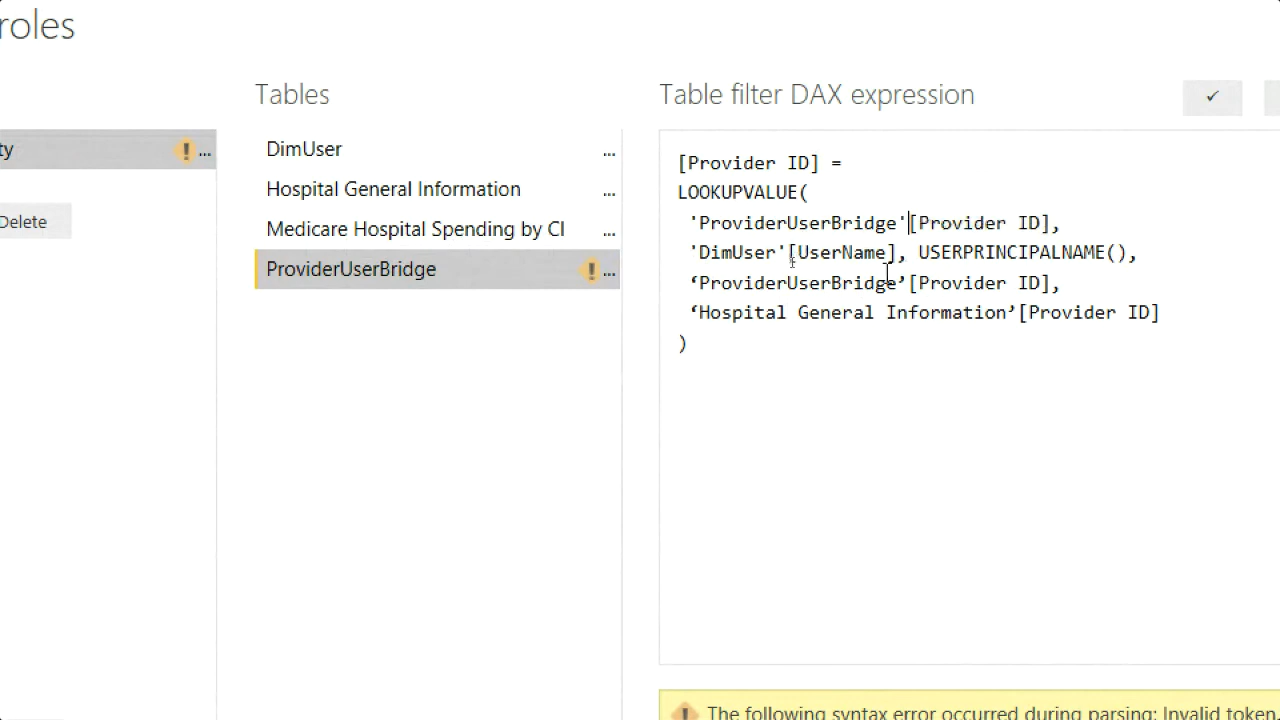 roles
Tables
Table filter DAX expression
ty
...
Delete
DimUser
...
Hospital General Information
...
Medicare Hospital Spending by Cl
...
ProviderUserBridge
...
[Provider ID] =
LOOKUPVALUE(
'ProviderUserBridge'[Provider ID],
'DimUser'[UserName], USERPRINCIPALNAME(),
‘ProviderUserBridge’[Provider ID],
‘Hospital General Information’[Provider ID]
)
The following syntax error occurred during parsing: Invalid token,